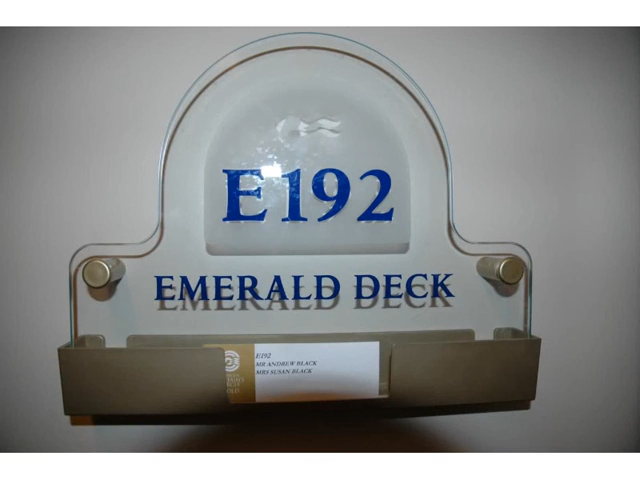 E192
EMERALD DECK
E192
MR ANDREW BLACK
MRS SUSAN BLACK